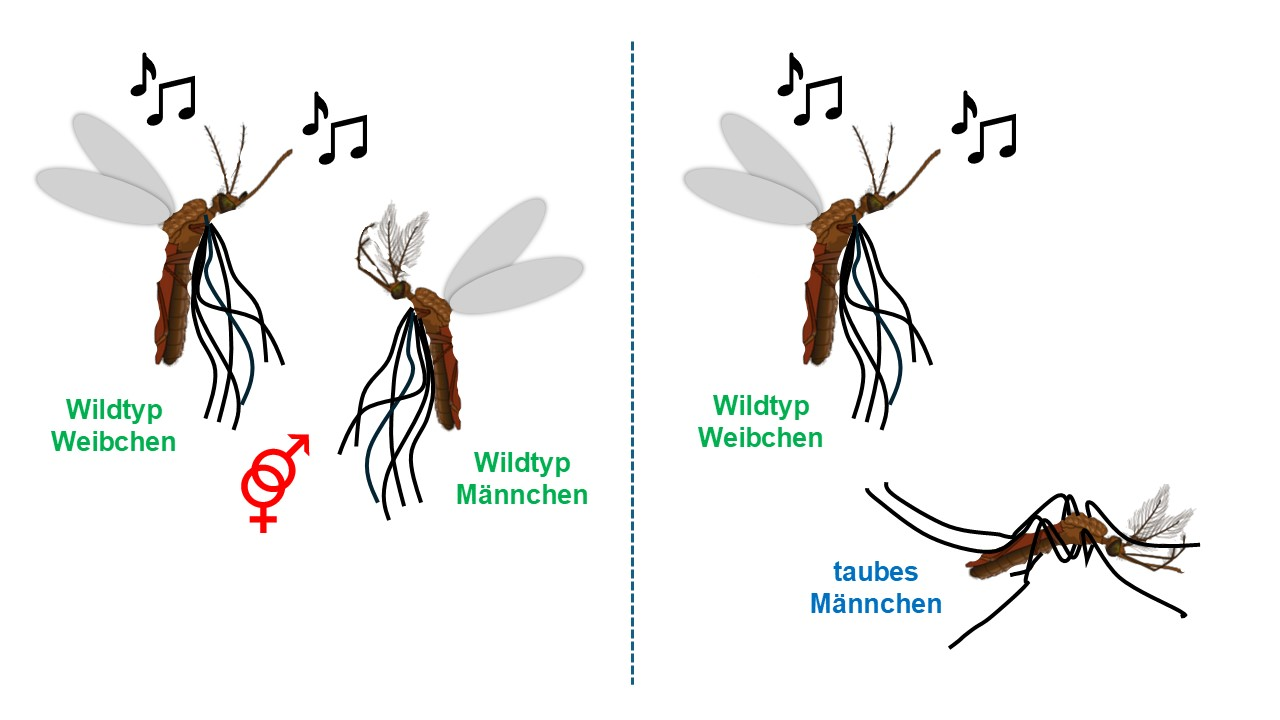 Wildtyp
Weibchen
Wildtyp
Männchen
Wildtyp
Weibchen
taubes
Männchen